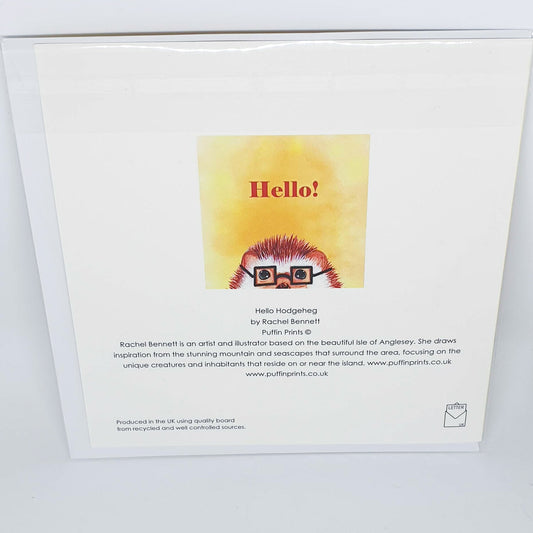 Hello!
Hello Hodgeheg
by Rachel Bennett
Puffin Prints ©
Rachel Bennett is an artist and illustrator based on the beautiful Isle of Anglesey. She draws
inspiration from the stunning mountain and seascapes that surround the area, focusing on the
unique creatures and inhabitants that reside on or near the island. www.puffinprints.co.uk
www.puffinprints.co.uk
Produced in the UK using quality board
from recycled and well controlled sources.
LETTER
UK